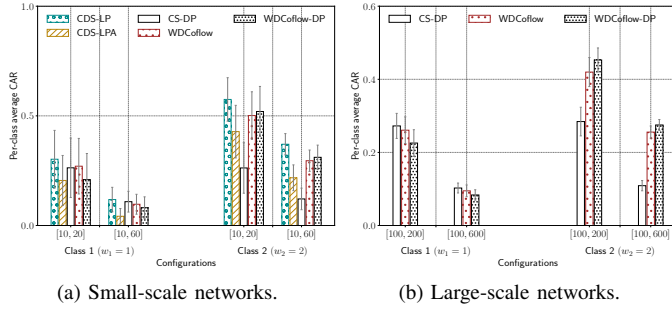 CDS-LP
CDS-LPA
CS-DP
WDCoflow
WDCoflow-DP
Per-class average CAR
1.0
0.5
0.0
[10, 20]
[10, 60]
[10, 20]
[10, 60]
Class 1 (w₁ = 1)
Class 2 (w₂ = 2)
Configurations
(a) Small-scale networks.
CS-DP
WDCoflow
WDCoflow-DP
Per-class average CAR
0.6
0.4
0.2
0.0
[100, 200]
[100, 600]
[100, 200]
[100, 600]
Class 1 (w₁ = 1)
Class 2 (w₂ = 2)
Configurations
(b) Large-scale networks.